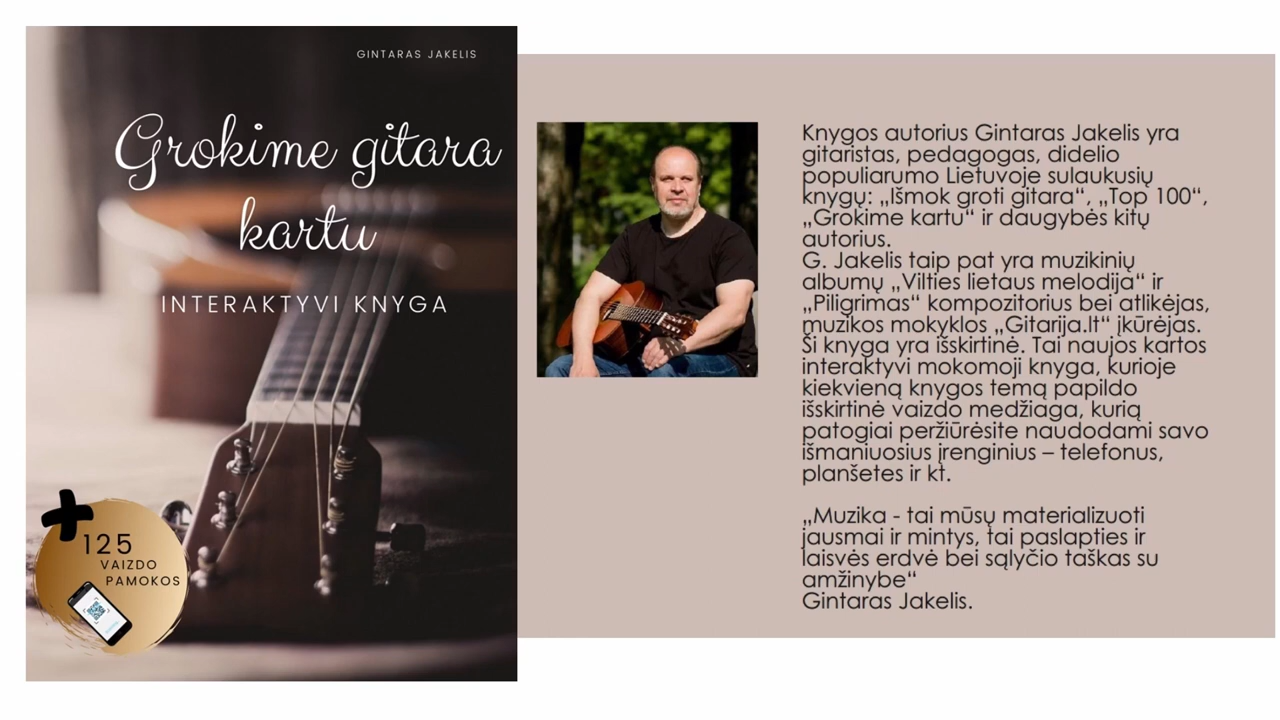 GINTARAS JAKELIS
Grokime gitara
kartu
INTERAKTYVI KNYGA
125
VAIZDO
PAMOKOS
Knygos autorius Gintaras Jakelis yra
gitaristas, pedagogas, didelio
populiarumo Lietuvoje sulaukusių
knygų: „Išmok groti gitara“, „Top 100“,
„Grokime kartu“ ir daugybės kitų
autorius.
G. Jakelis taip pat yra muzikinių
albumų „Vilties lietaus melodija“ ir
„Piligrimas“ kompozitorius bei atlikėjas,
muzikos mokyklos „Gitarija.lt“ įkūrėjas.
Ši knyga yra išskirtinė. Tai naujos kartos
interaktyvi mokomoji knyga, kurioje
kiekvieną knygos temą papildo
išskirtinė vaizdo medžiaga, kurią
patogiai peržiūrėsite naudodami savo
išmaniuosius įrenginius – telefonus,
planšetes ir kt.
„Muzika - tai mūsų materializuoti
jausmai ir mintys, tai paslapties ir
laisvės erdvė bei sąlyčio taškas su
amžinybe“
Gintaras Jakelis.